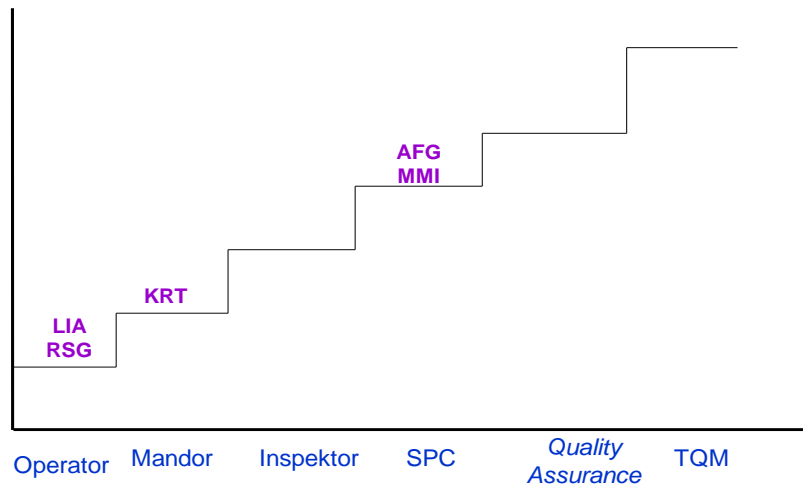 AFG
MMI
KRT
LIA
RSG
Operator
Mandor
Inspektor
SPC
Quality
Assurance
TQM